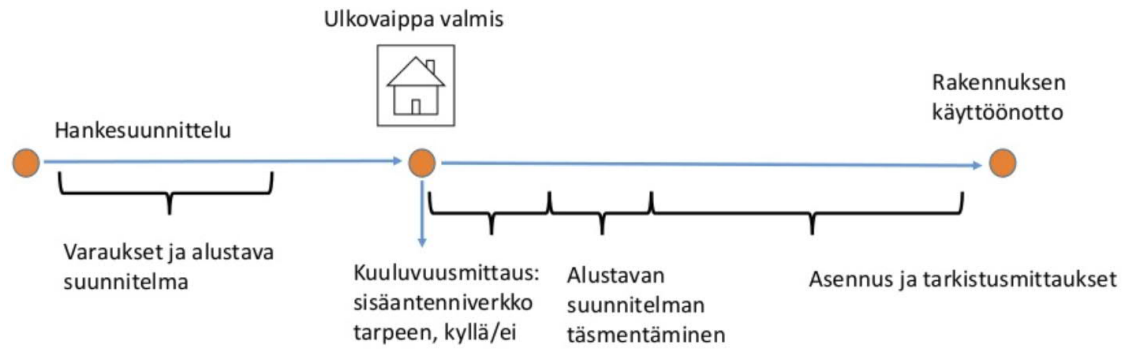 Ulkovaippa valmis
Rakennuksen
käyttöönotto
Hankesuunnittelu
Varaukset ja alustava
suunnitelma
Kuuluvuusmittaus:
sisäantenniverkko
tarpeen, kyllä/ei
Alustavan
suunnitelman
täsmentäminen
Asennus ja tarkistusmittaukset